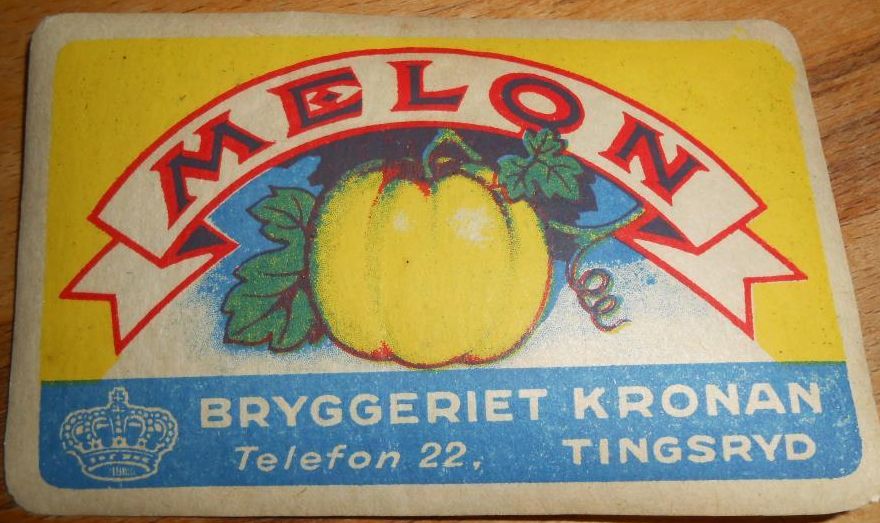 MELON
BRYGGERIET KRONAN
Telefon 22, TINGSRYD